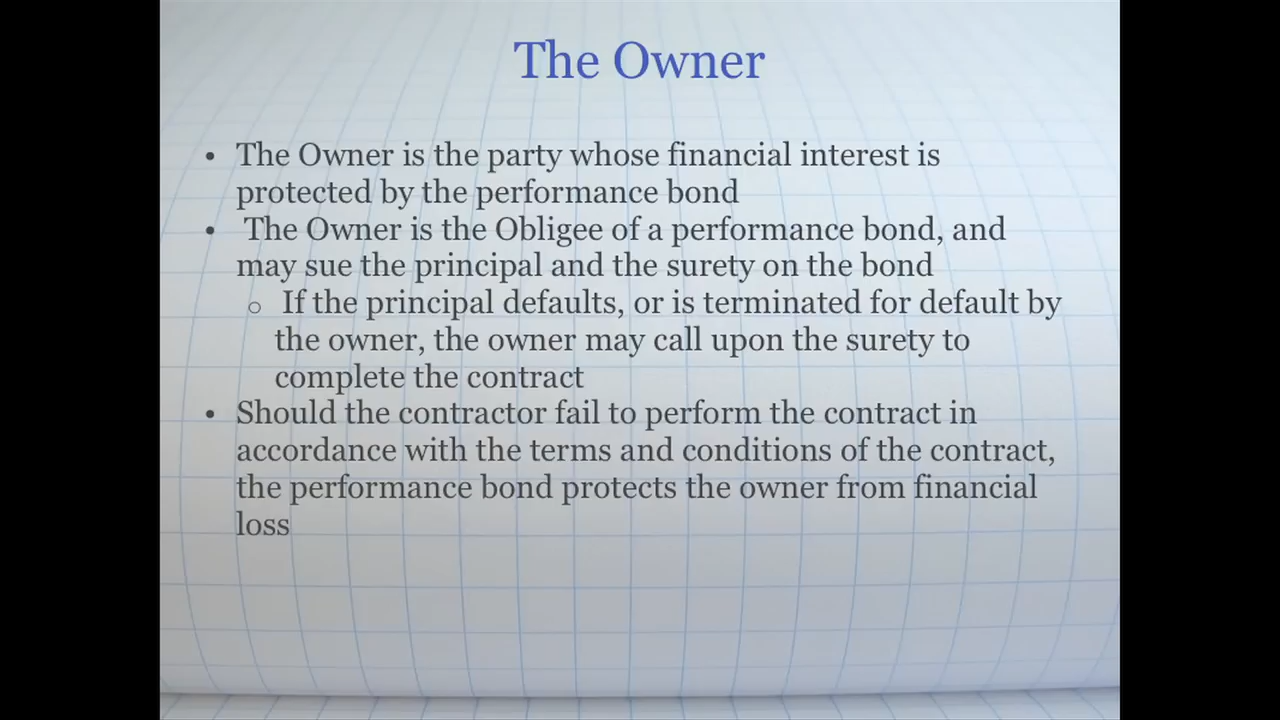 The Owner
• The Owner is the party whose financial interest is
protected by the performance bond
• The Owner is the Obligee of a performance bond, and
may sue the principal and the surety on the bond
○ If the principal defaults, or is terminated for default by
the owner, the owner may call upon the surety to
complete the contract
• Should the contractor fail to perform the contract in
accordance with the terms and conditions of the contract,
the performance bond protects the owner from financial
loss